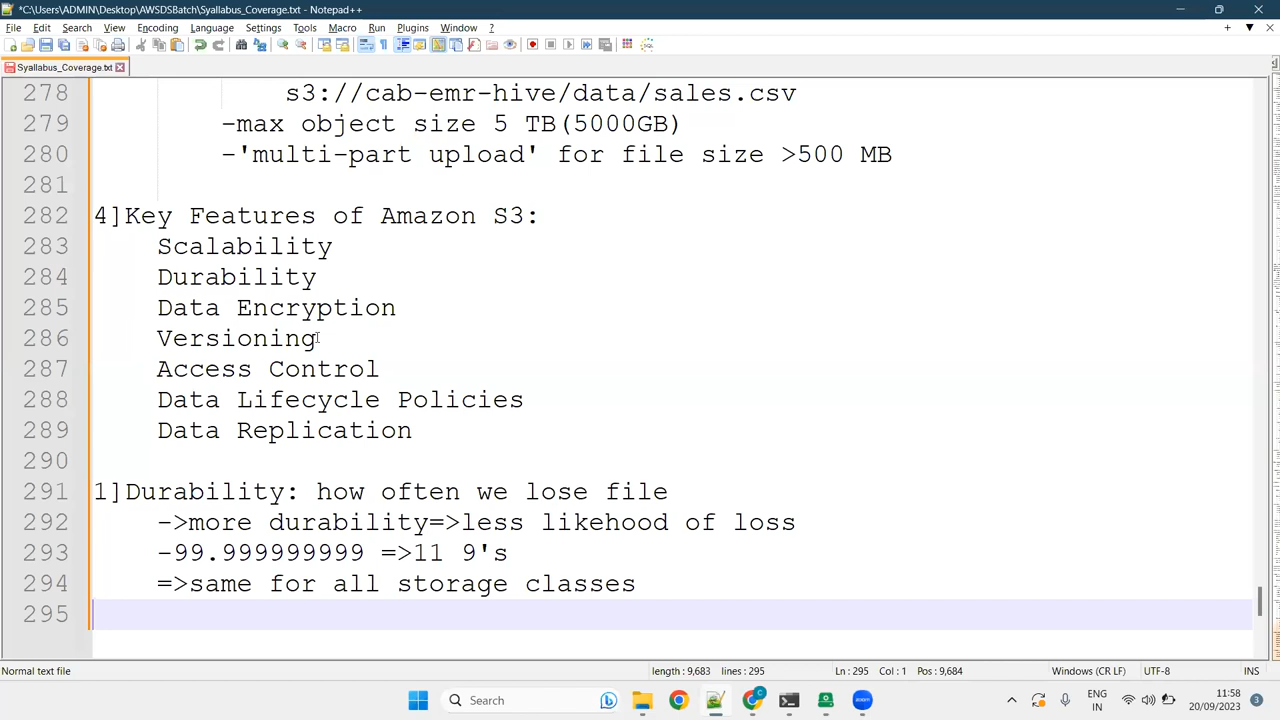 *C:\Users\ADMIN\Desktop\AWSDSBatch\Syallabus_Coverage.txt - Notepad++
File Edit Search View Encoding Language Settings Tools Macro Run Plugins Window ?
Syallabus_Coverage.txt
278 s3://cab-emr-hive/data/sales.csv
279 -max object size 5 TB(5000GB)
280 -'multi-part upload' for file size >500 MB
281
282 4]Key Features of Amazon S3:
283 Scalability
284 Durability
285 Data Encryption
286 Versioning
287 Access Control
288 Data Lifecycle Policies
289 Data Replication
290
291 1]Durability: how often we lose file
292 ->more durability=>less likehood of loss
293 -99.999999999 =>11 9's
294 =>same for all storage classes
295
Normal text file length : 9,683 lines : 295 Ln : 295 Col : 1 Pos : 9,684 Windows (CR LF) UTF-8 INS
Search ENG IN 11:58 20/09/2023 3